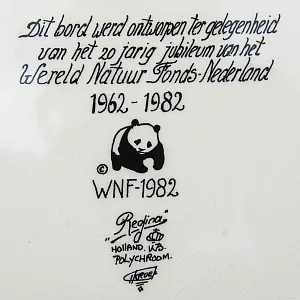 Dit bord werd ontworpen ter gelegenheid
van het 20 jarig jubileum van het
Wereld Natuur Fonds-Nederland
1962-1982
©
WNF-1982
"Regina"
HOLLAND. W.B.
POLYCHROOM.